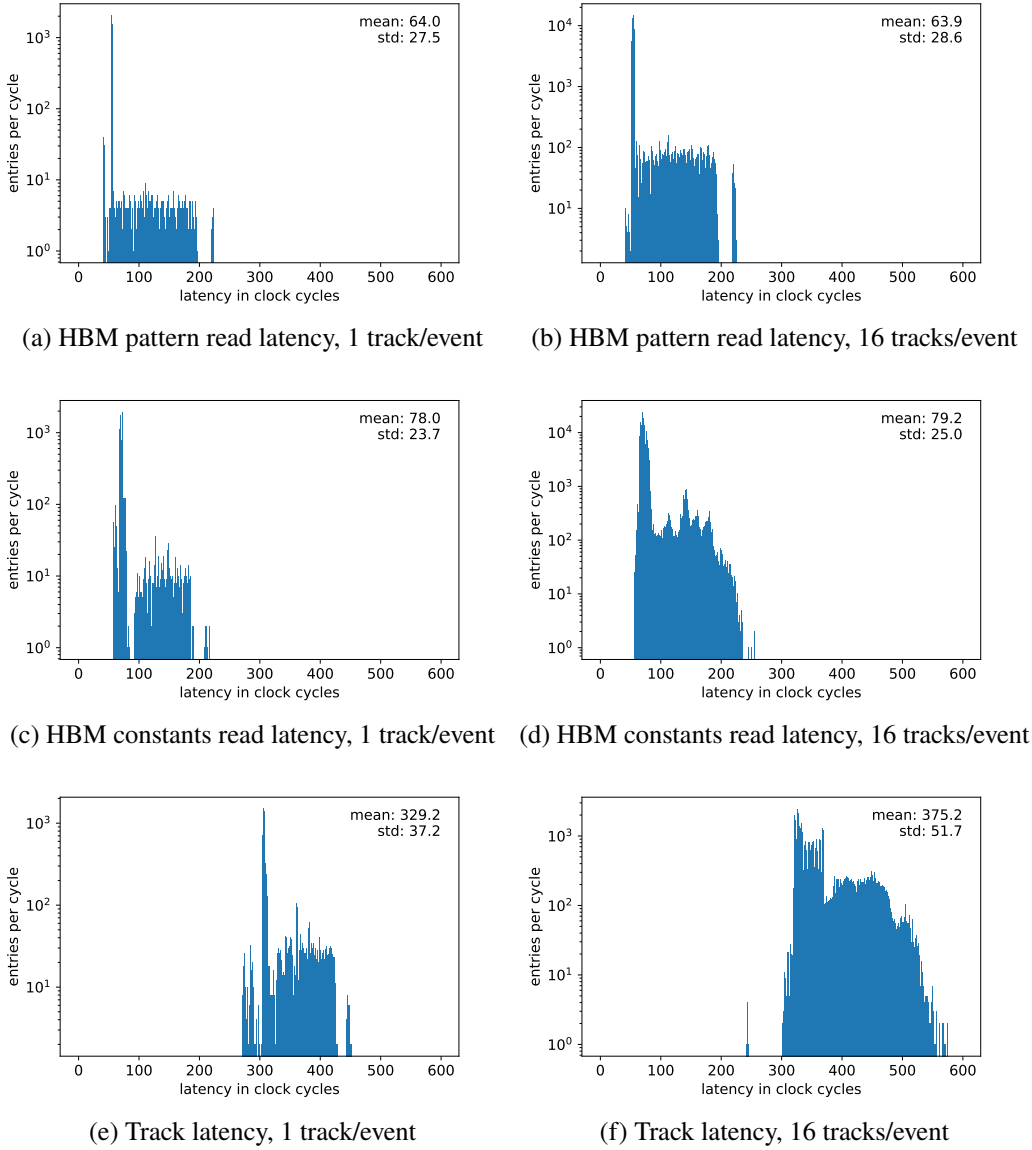 mean: 64.0
std: 27.5
10³
10²
10¹
10⁰
entries per cycle
0 100 200 300 400 500 600
latency in clock cycles
(a) HBM pattern read latency, 1 track/event
mean: 63.9
std: 28.6
10⁴
10³
10²
10¹
entries per cycle
0 100 200 300 400 500 600
latency in clock cycles
(b) HBM pattern read latency, 16 tracks/event
mean: 78.0
std: 23.7
10³
10²
10¹
10⁰
entries per cycle
0 100 200 300 400 500 600
latency in clock cycles
(c) HBM constants read latency, 1 track/event
mean: 79.2
std: 25.0
10⁴
10³
10²
10¹
10⁰
entries per cycle
0 100 200 300 400 500 600
latency in clock cycles
(d) HBM constants read latency, 16 tracks/event
mean: 329.2
std: 37.2
10³
10²
10¹
entries per cycle
0 100 200 300 400 500 600
latency in clock cycles
(e) Track latency, 1 track/event
mean: 375.2
std: 51.7
10³
10²
10¹
10⁰
entries per cycle
0 100 200 300 400 500 600
latency in clock cycles
(f) Track latency, 16 tracks/event